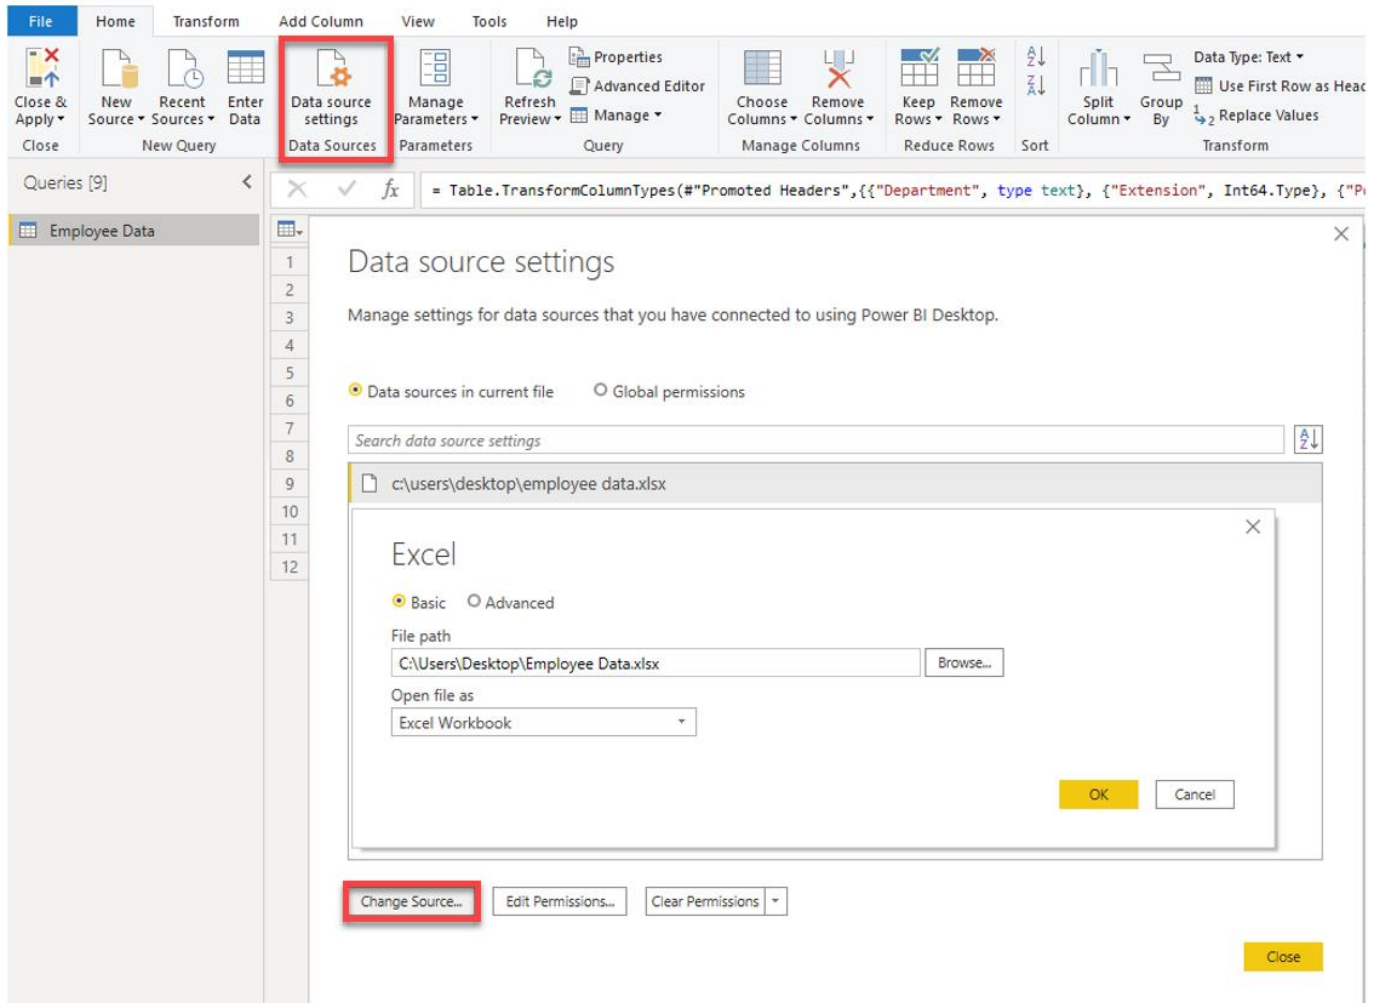 File Home Transform Add Column View Tools Help
Close & Apply New Source Recent Sources Enter Data Data source settings Manage Parameters Refresh Preview Properties Advanced Editor Manage Choose Columns Remove Columns Keep Rows Remove Rows Split Column Group By Data Type: Text Use First Row as Head Replace Values
Close New Query Data Sources Parameters Query Manage Columns Reduce Rows Sort Transform
Queries [9] fx = Table.TransformColumnTypes(#"Promoted Headers",{{"Department", type text}, {"Extension", Int64.Type}, {"P
Employee Data
1
2
3
4
5
6
7
8
9
10
11
12
Data source settings
Manage settings for data sources that you have connected to using Power BI Desktop.
Data sources in current file Global permissions
Search data source settings
c:\users\desktop\employee data.xlsx
Excel
Basic Advanced
File path
C:\Users\Desktop\Employee Data.xlsx Browse...
Open file as
Excel Workbook
OK Cancel
Change Source... Edit Permissions... Clear Permissions
Close